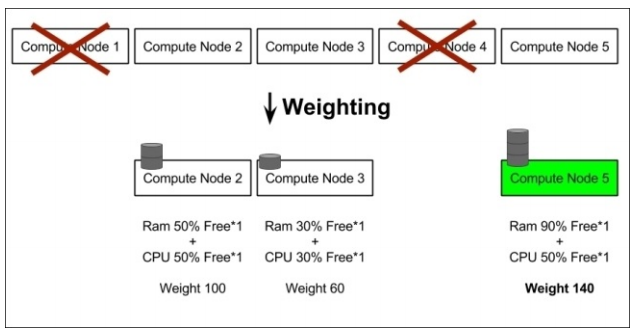 Compute Node 1 Compute Node 2 Compute Node 3 Compute Node 4 Compute Node 5
Weighting
Compute Node 2 Compute Node 3 Compute Node 5
Ram 50% Free*1 Ram 30% Free*1 Ram 90% Free*1
+ + +
CPU 50% Free*1 CPU 30% Free*1 CPU 50% Free*1
Weight 100 Weight 60 Weight 140